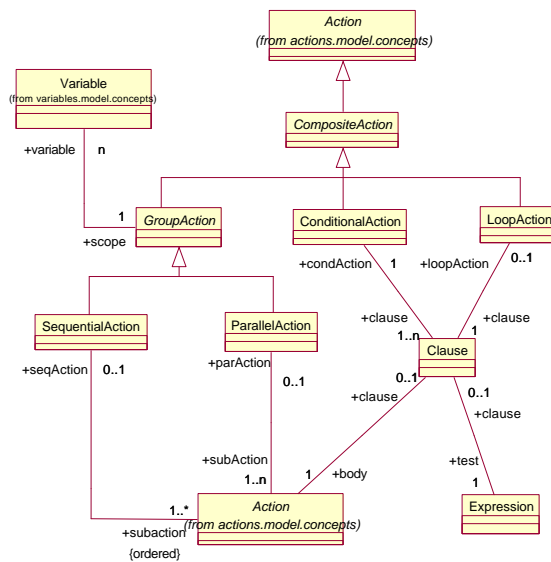 Action
(from actions.model.concepts)
Variable
(from variables.model.concepts)
CompositeAction
+variable
n
1
+scope
GroupAction
ConditionalAction
LoopAction
+condAction
1
+loopAction
0..1
SequentialAction
ParallelAction
+clause
1..n
1
+clause
Clause
+seqAction
0..1
+parAction
0..1
0..1
+clause
0..1
+clause
+subAction
1..n
1
+body
+test
1
1..*
+subaction
{ordered}
Action
(from actions.model.concepts)
Expression